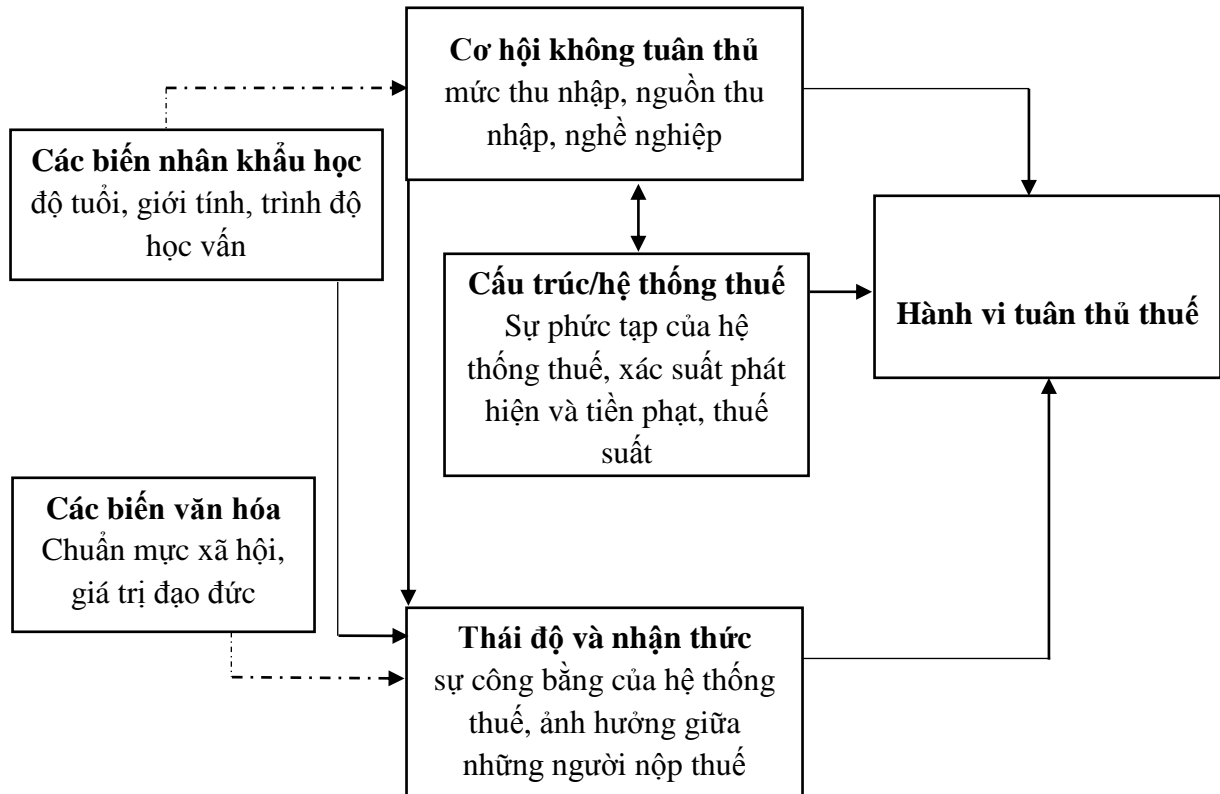 Cơ hội không tuân thủ
mức thu nhập, nguồn thu
nhập, nghề nghiệp
Các biến nhân khẩu học
độ tuổi, giới tính, trình độ
học vấn
Cấu trúc/hệ thống thuế
Sự phức tạp của hệ
thống thuế, xác suất phát
hiện và tiền phạt, thuế
suất
Hành vi tuân thủ thuế
Các biến văn hóa
Chuẩn mực xã hội,
giá trị đạo đức
Thái độ và nhận thức
sự công bằng của hệ thống
thuế, ảnh hưởng giữa
những người nộp thuế